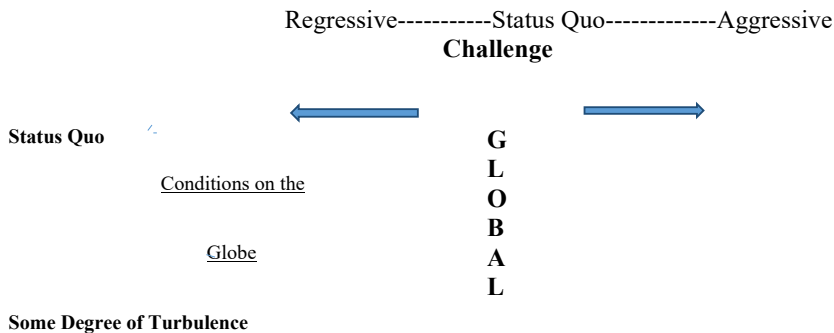 Regressive-----------Status Quo-------------Aggressive
Challenge
Status Quo
G
L
Conditions on the
O
B
Globe
A
L
Some Degree of Turbulence